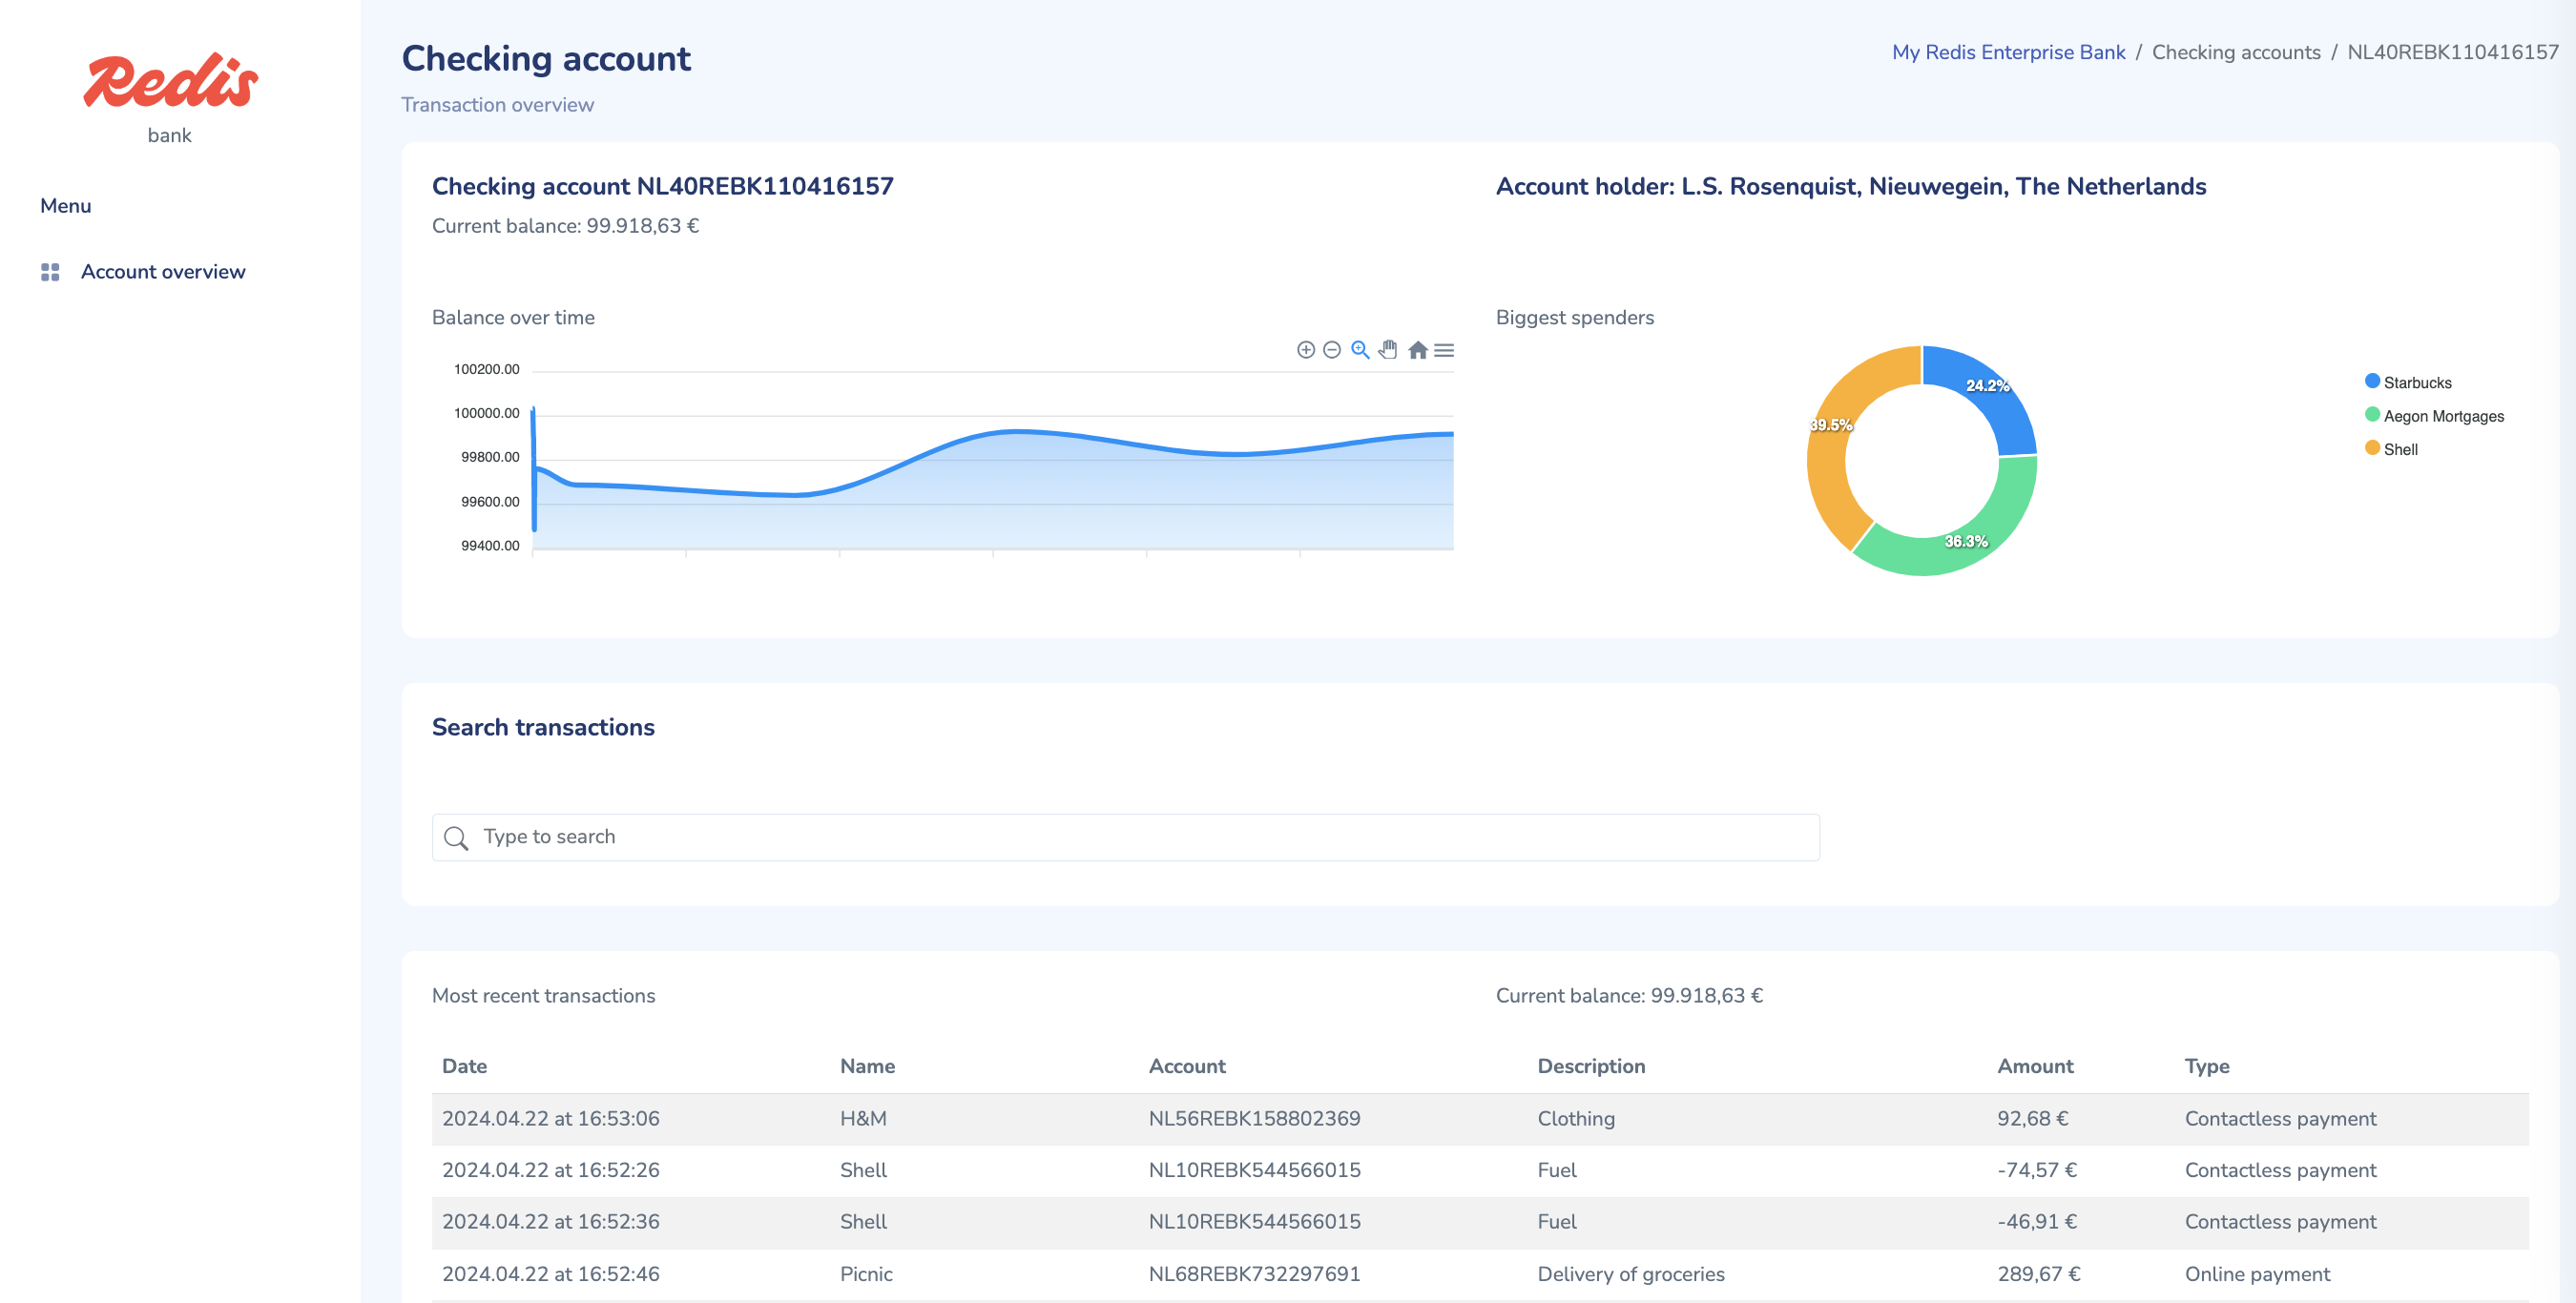 Redis
bank
Menu
Account overview
Checking account
Transaction overview
My Redis Enterprise Bank / Checking accounts / NL40REBK110416157
Checking account NL40REBK110416157
Current balance: 99.918,63 €
Account holder: L.S. Rosenquist, Nieuwegein, The Netherlands
Balance over time
100200.00
100000.00
99800.00
99600.00
99400.00
Biggest spenders
24.2%
39.5%
36.3%
Starbucks
Aegon Mortgages
Shell
Search transactions
Type to search
Most recent transactions
Current balance: 99.918,63 €
Date Name Account Description Amount Type
2024.04.22 at 16:53:06 H&M NL56REBK158802369 Clothing 92,68 € Contactless payment
2024.04.22 at 16:52:26 Shell NL10REBK544566015 Fuel -74,57 € Contactless payment
2024.04.22 at 16:52:36 Shell NL10REBK544566015 Fuel -46,91 € Contactless payment
2024.04.22 at 16:52:46 Picnic NL68REBK732297691 Delivery of groceries 289,67 € Online payment